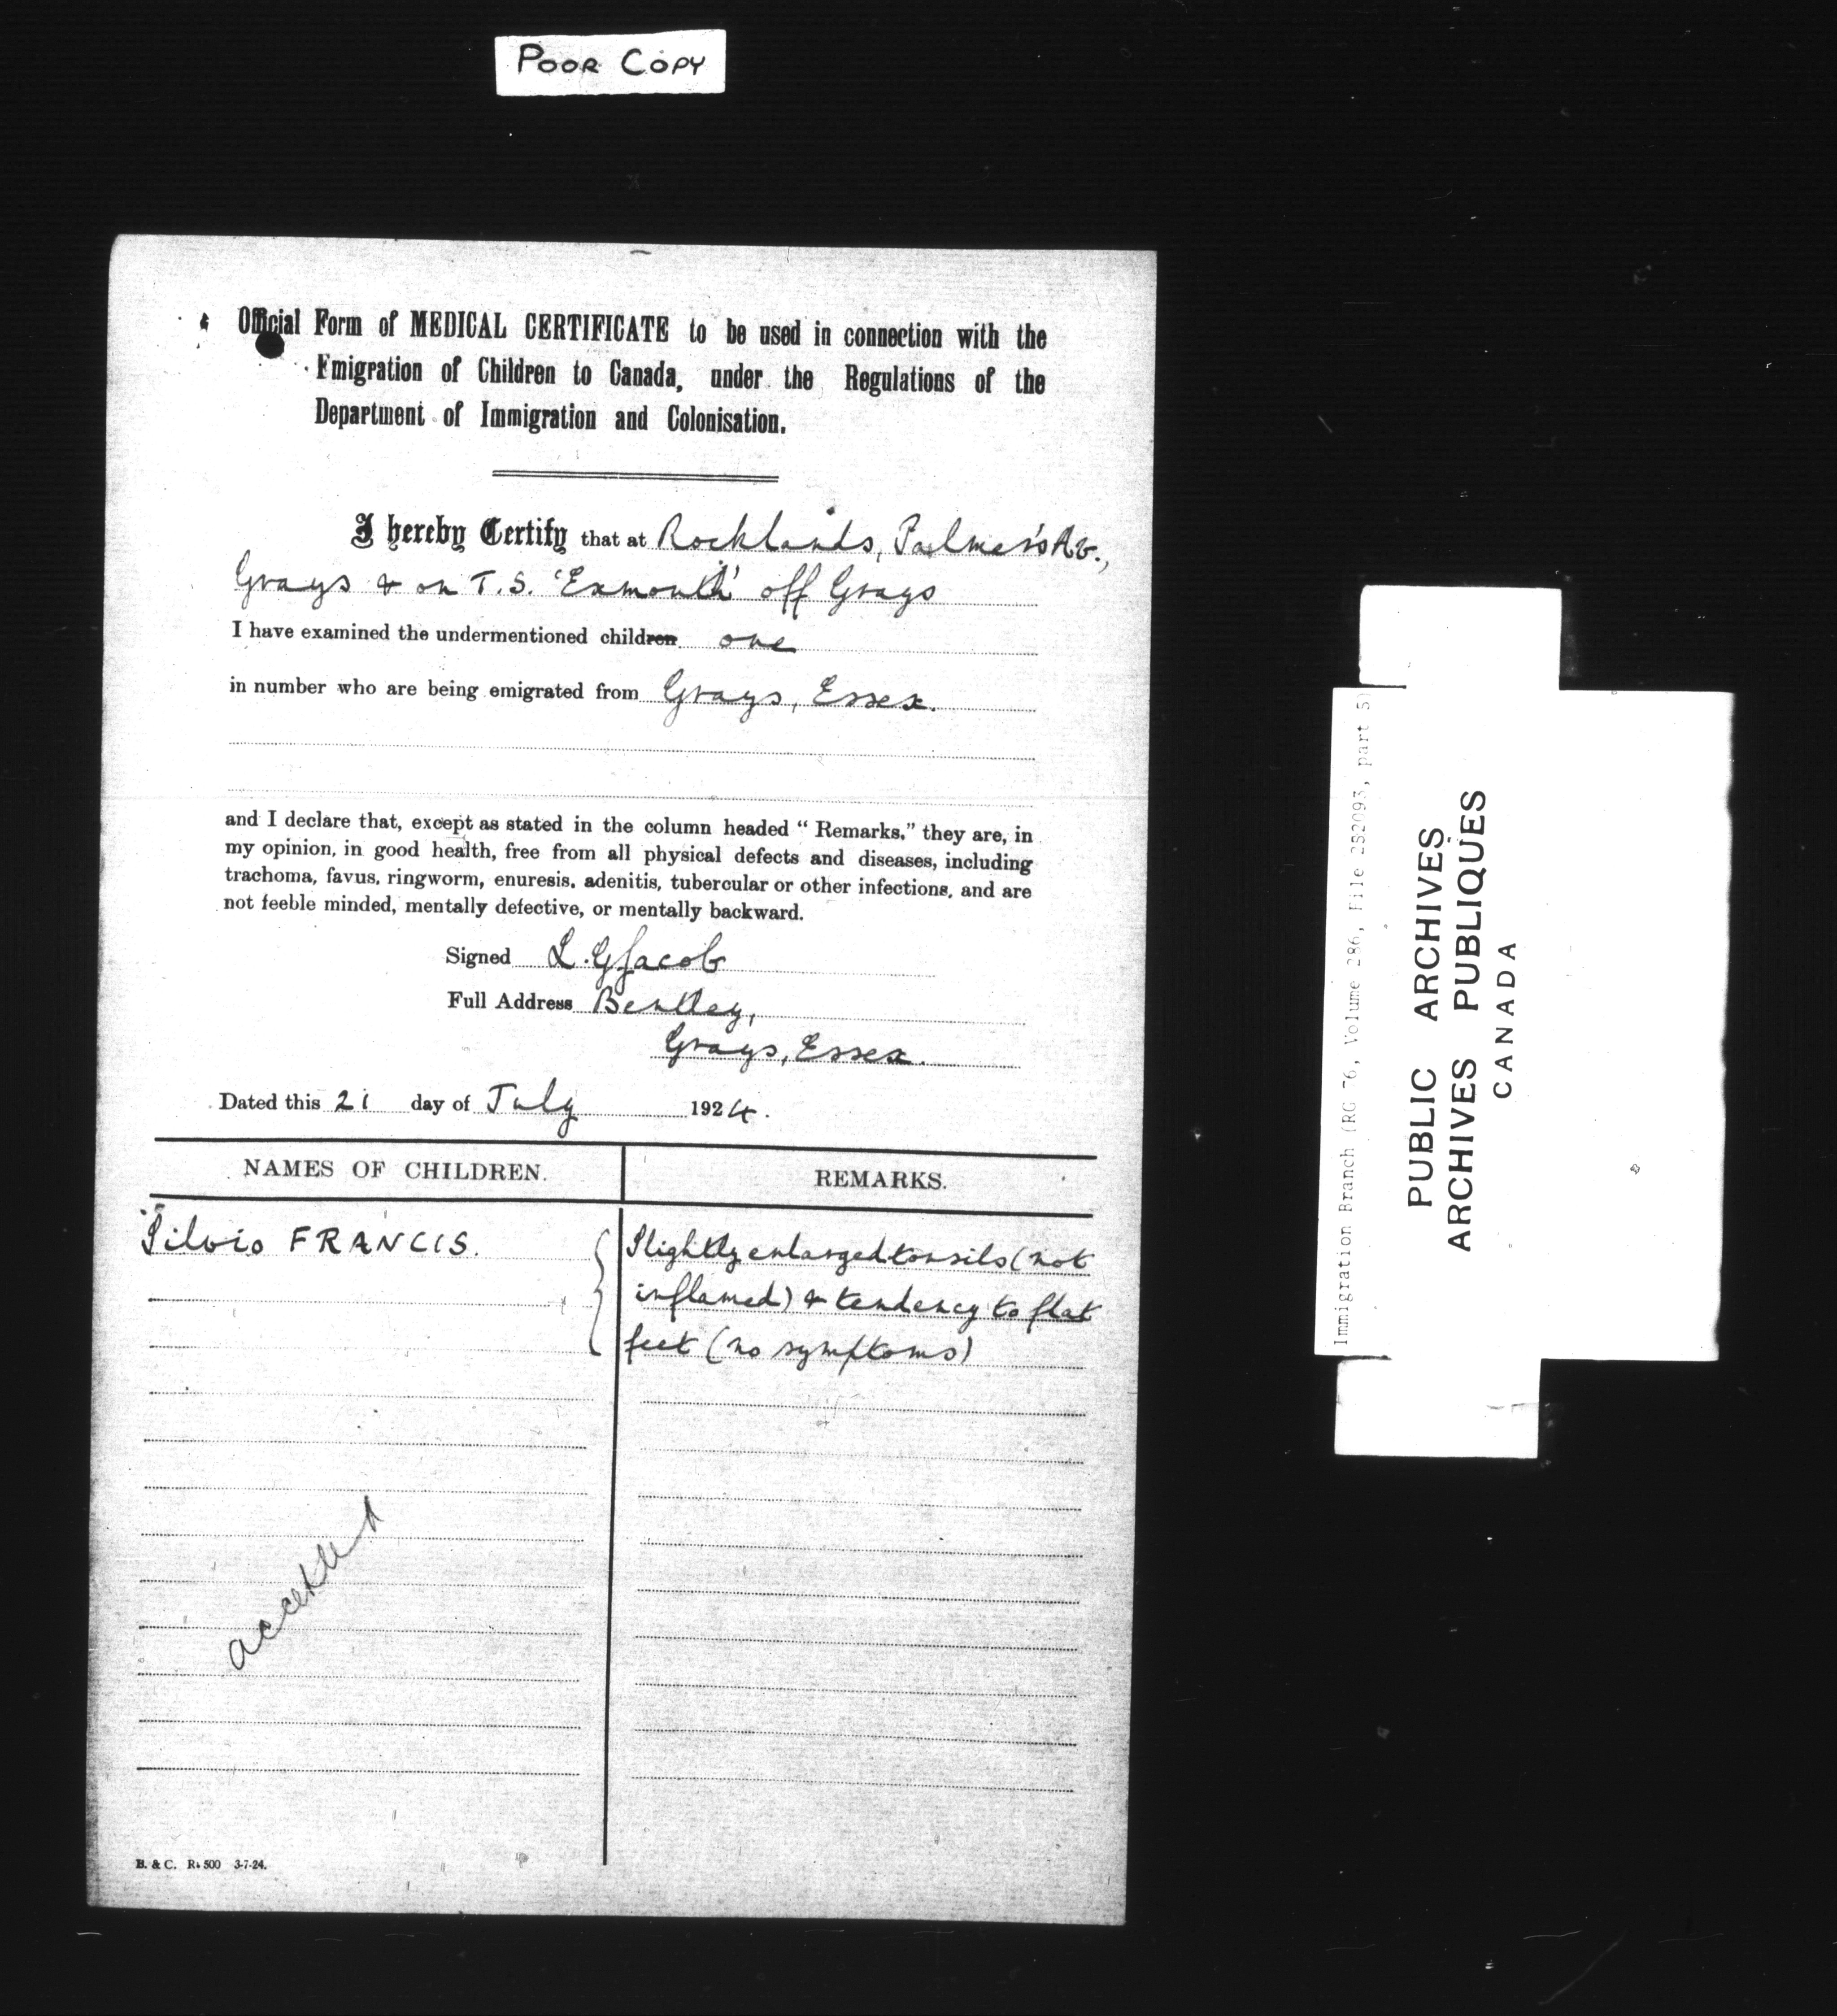 POOR COPY
Official Form of MEDICAL CERTIFICATE to be used in connection with the
Emigration of Children to Canada, under the Regulations of the
Department of Immigration and Colonisation.
I hereby Certify that at Rocklands, Palmer's Av.,
Grays & on T.S. 'Exmouth' off Grays
I have examined the undermentioned children one
in number who are being emigrated from Grays, Essex.
and I declare that, except as stated in the column headed "Remarks," they are, in
my opinion, in good health, free from all physical defects and diseases, including
trachoma, favus, ringworm, enuresis, adenitis, tubercular or other infections, and are
not feeble minded, mentally defective, or mentally backward.
Signed L.G Jacob
Full Address Bentley,
Grays, Essex.
Dated this 21 day of July 1924.
NAMES OF CHILDREN. REMARKS.
Silvio FRANCIS. Slightly enlarged tonsils (not
inflamed) & tendency to flat
feet (no symptoms)
accepted
B. & C. R. 500 3-7-24.
Immigration Branch (RG 76, Volume 286, File 252093, part 5)
PUBLIC ARCHIVES
ARCHIVES PUBLIQUES
CANADA